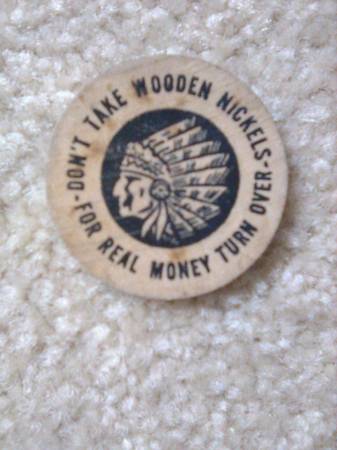 -DON'T TAKE WOODEN NICKELS-
FOR REAL MONEY TURN OVER